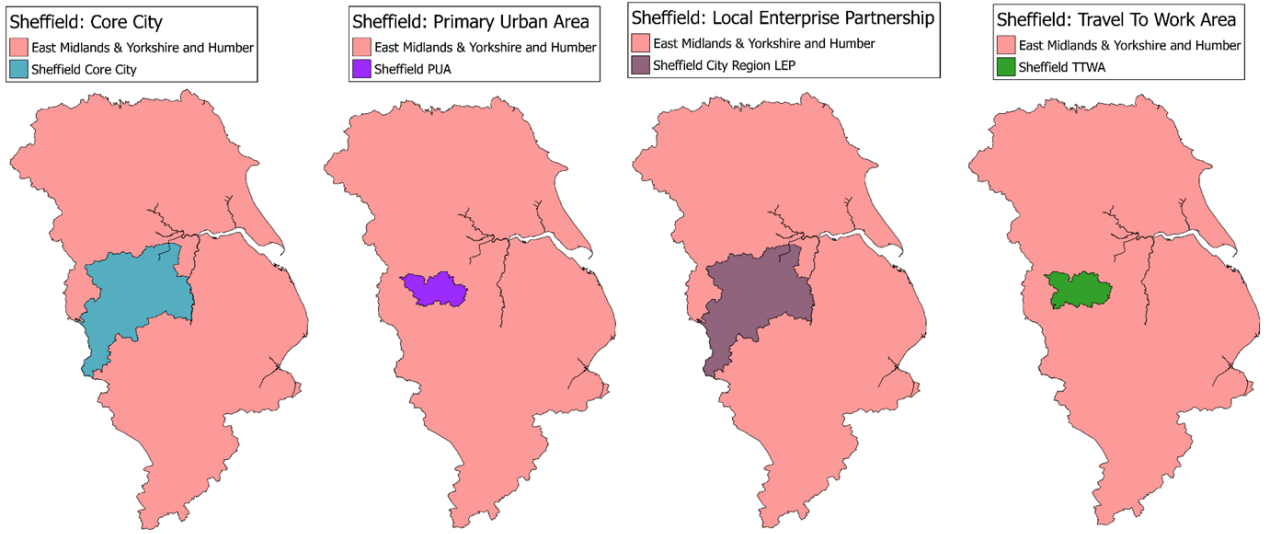 Sheffield: Core City
East Midlands & Yorkshire and Humber
Sheffield Core City
Sheffield: Primary Urban Area
East Midlands & Yorkshire and Humber
Sheffield PUA
Sheffield: Local Enterprise Partnership
East Midlands & Yorkshire and Humber
Sheffield City Region LEP
Sheffield: Travel To Work Area
East Midlands & Yorkshire and Humber
Sheffield TTWA